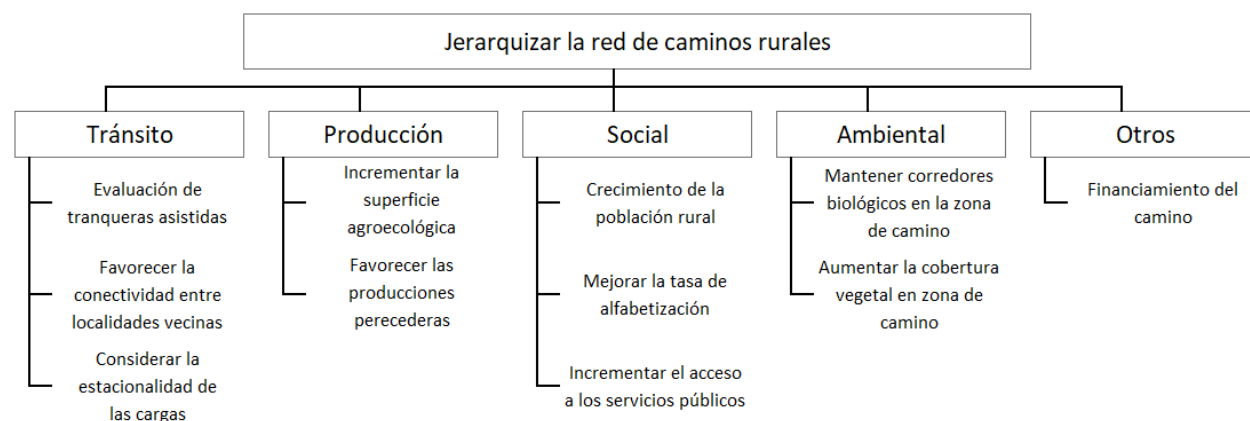 Jerarquizar la red de caminos rurales
Tránsito
Evaluación de
tranqueras asistidas
Favorecer la
conectividad entre
localidades vecinas
Considerar la
estacionalidad de
las cargas
Producción
Incrementar la
superficie
agroecológica
Favorecer las
producciones
perecederas
Social
Crecimiento de la
población rural
Mejorar la tasa de
alfabetización
Incrementar el acceso
a los servicios públicos
Ambiental
Mantener corredores
biológicos en la zona
de camino
Aumentar la cobertura
vegetal en zona de
camino
Otros
Financiamiento del
camino